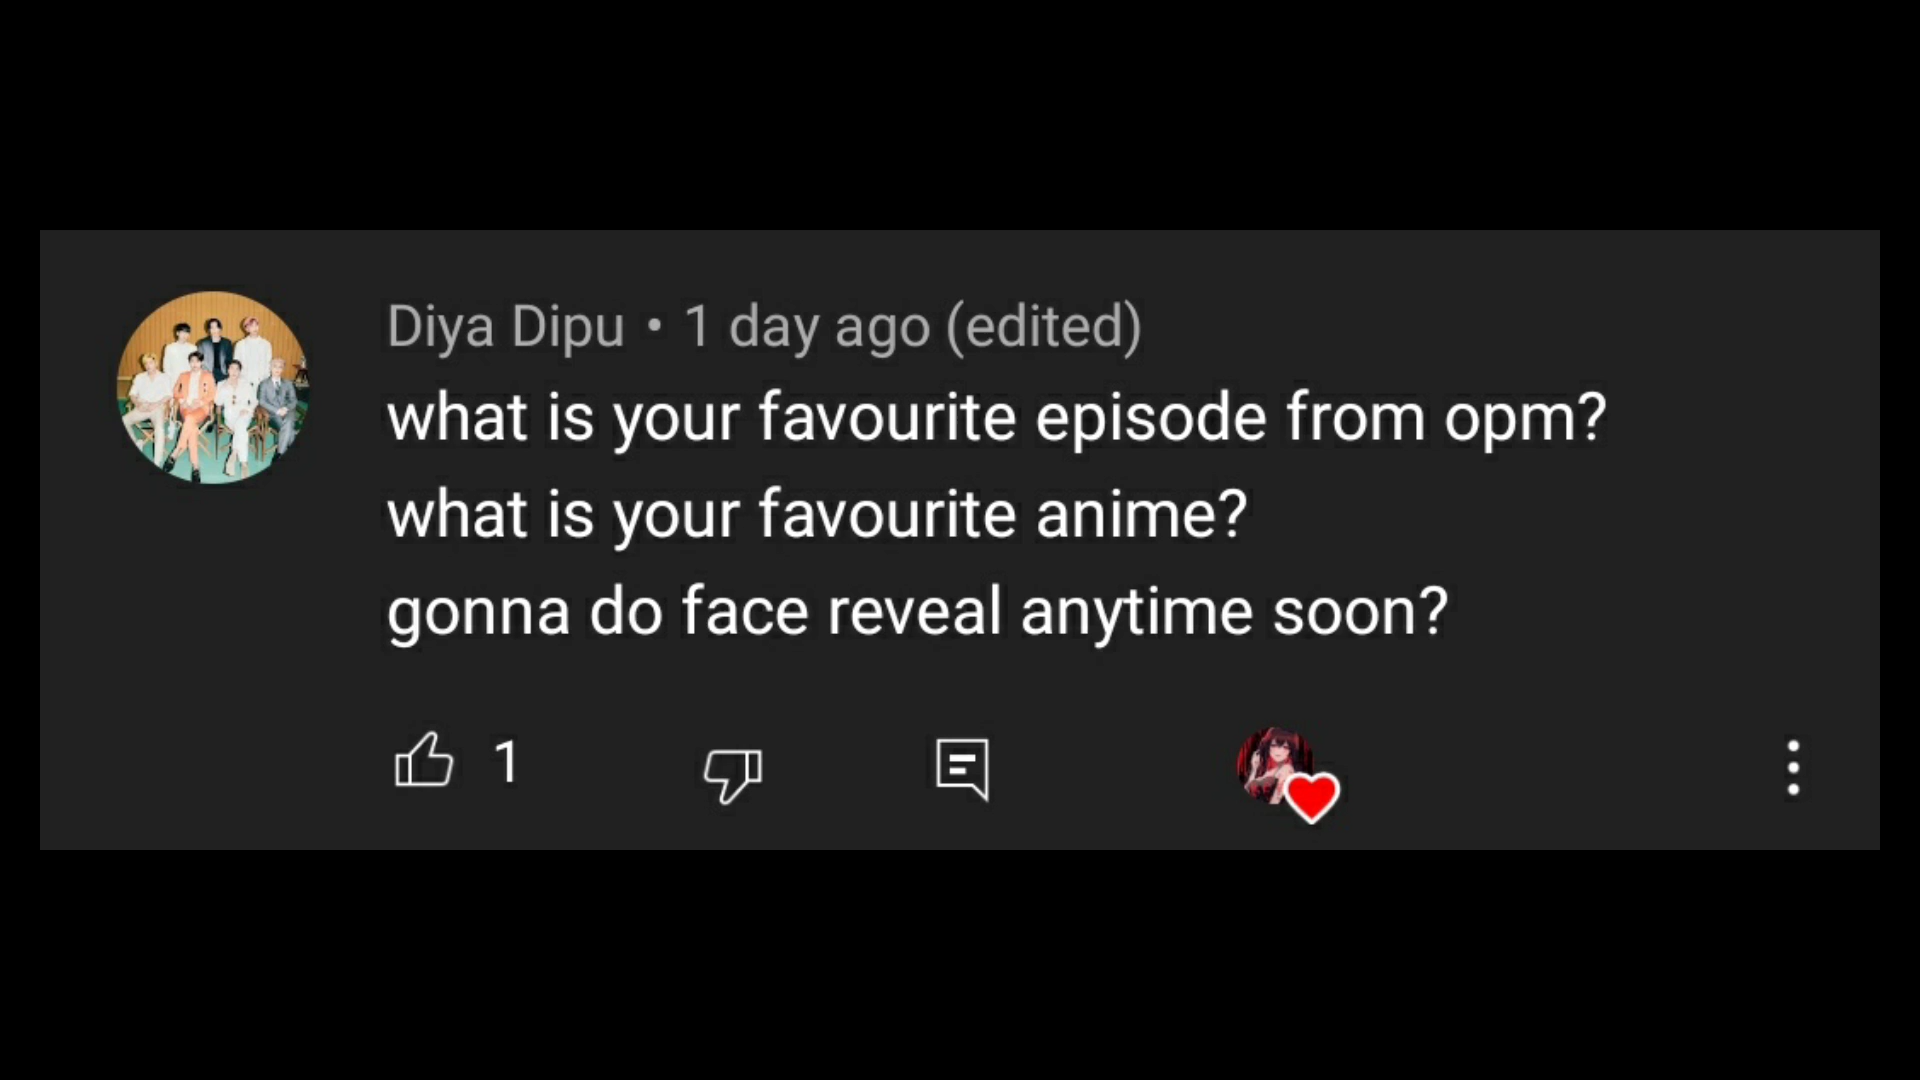 Diya Dipu • 1 day ago (edited)
what is your favourite episode from opm?
what is your favourite anime?
gonna do face reveal anytime soon?
1